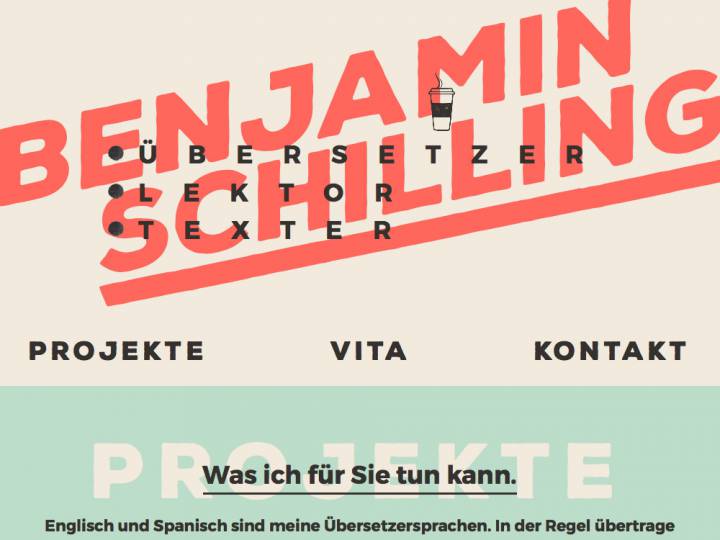 BENJAMIN
SCHILLING
ÜBERSETZER
LEKTOR
TEXTER
PROJEKTE VITA KONTAKT
PROJEKTE
Was ich für Sie tun kann.
Englisch und Spanisch sind meine Übersetzersprachen. In der Regel übertrage